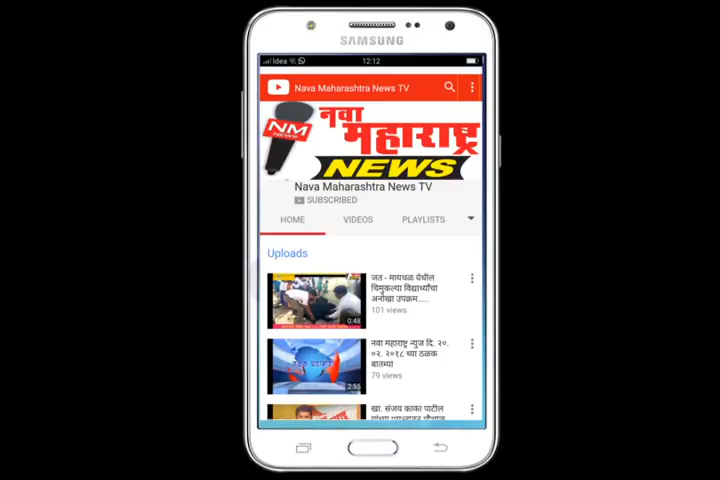 SAMSUNG
Idea
12:12
Nava Maharashtra News TV
NM
NEWS
नवा
महाराष्ट्र
NEWS
Nava Maharashtra News TV
SUBSCRIBED
HOME VIDEOS PLAYLISTS
Uploads
जत - मायथळ येथील
चिमुकल्या विद्यार्थ्यांचा
अनोखा उपक्रम.....
101 views
0:48
नवा महाराष्ट्र न्युज दि. २०.
०२. २०१८ च्या ठळक
बातम्या
79 views
2:55
खा. संजय काका पाटील